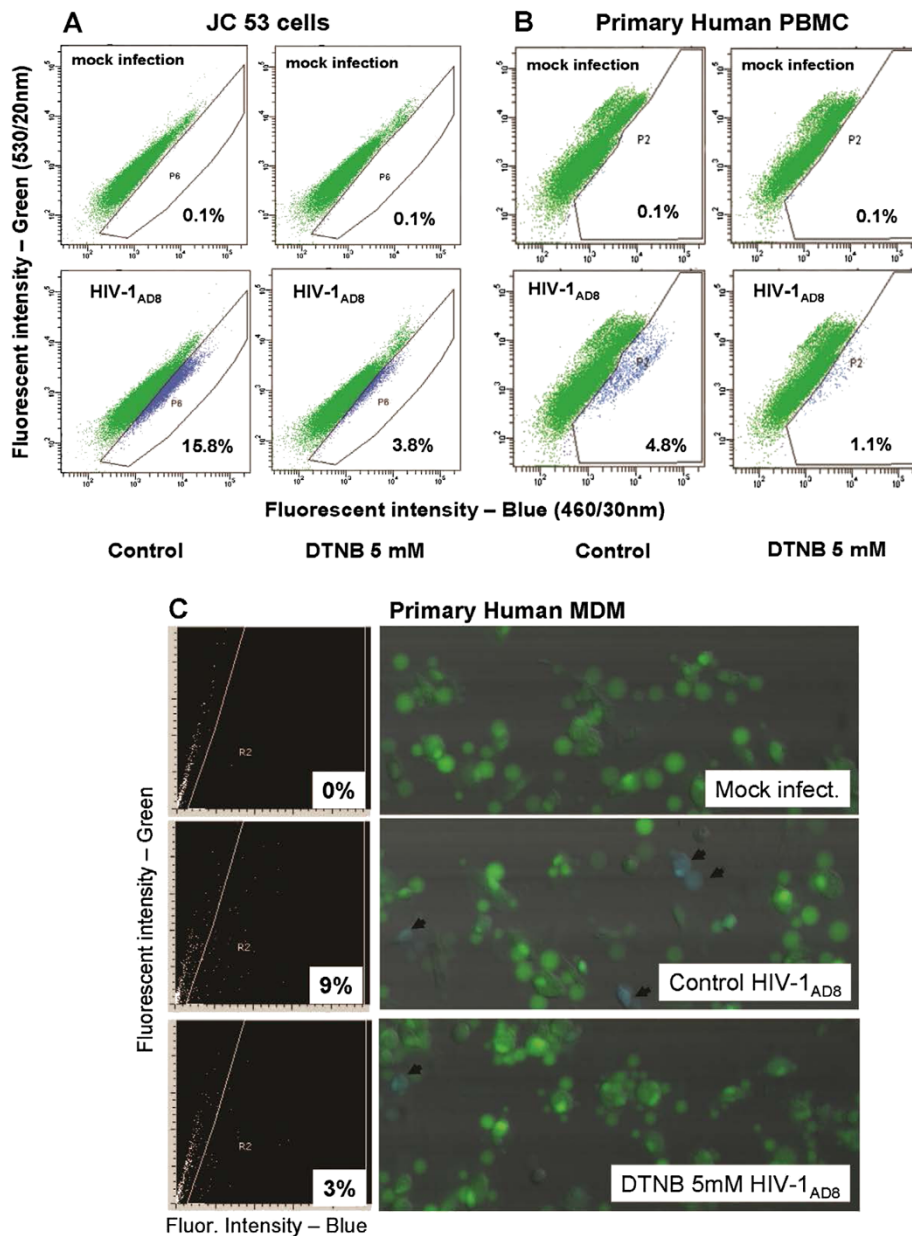 A
JC 53 cells
B
Primary Human PBMC
mock infection
P6
0.1%
mock infection
P6
0.1%
mock infection
P2
0.1%
mock infection
P2
0.1%
HIV-1AD8
P6
15.8%
HIV-1AD8
P6
3.8%
HIV-1AD8
P2
4.8%
HIV-1AD8
P2
1.1%
Fluorescent intensity – Green (530/20nm)
10² 10³ 10⁴ 10⁵
Fluorescent intensity – Blue (460/30nm)
Control
DTNB 5 mM
Control
DTNB 5 mM
C
Primary Human MDM
Fluorescent intensity – Green
R2
0%
Mock infect.
R2
9%
Control HIV-1AD8
R2
3%
DTNB 5mM HIV-1AD8
Fluor. Intensity – Blue